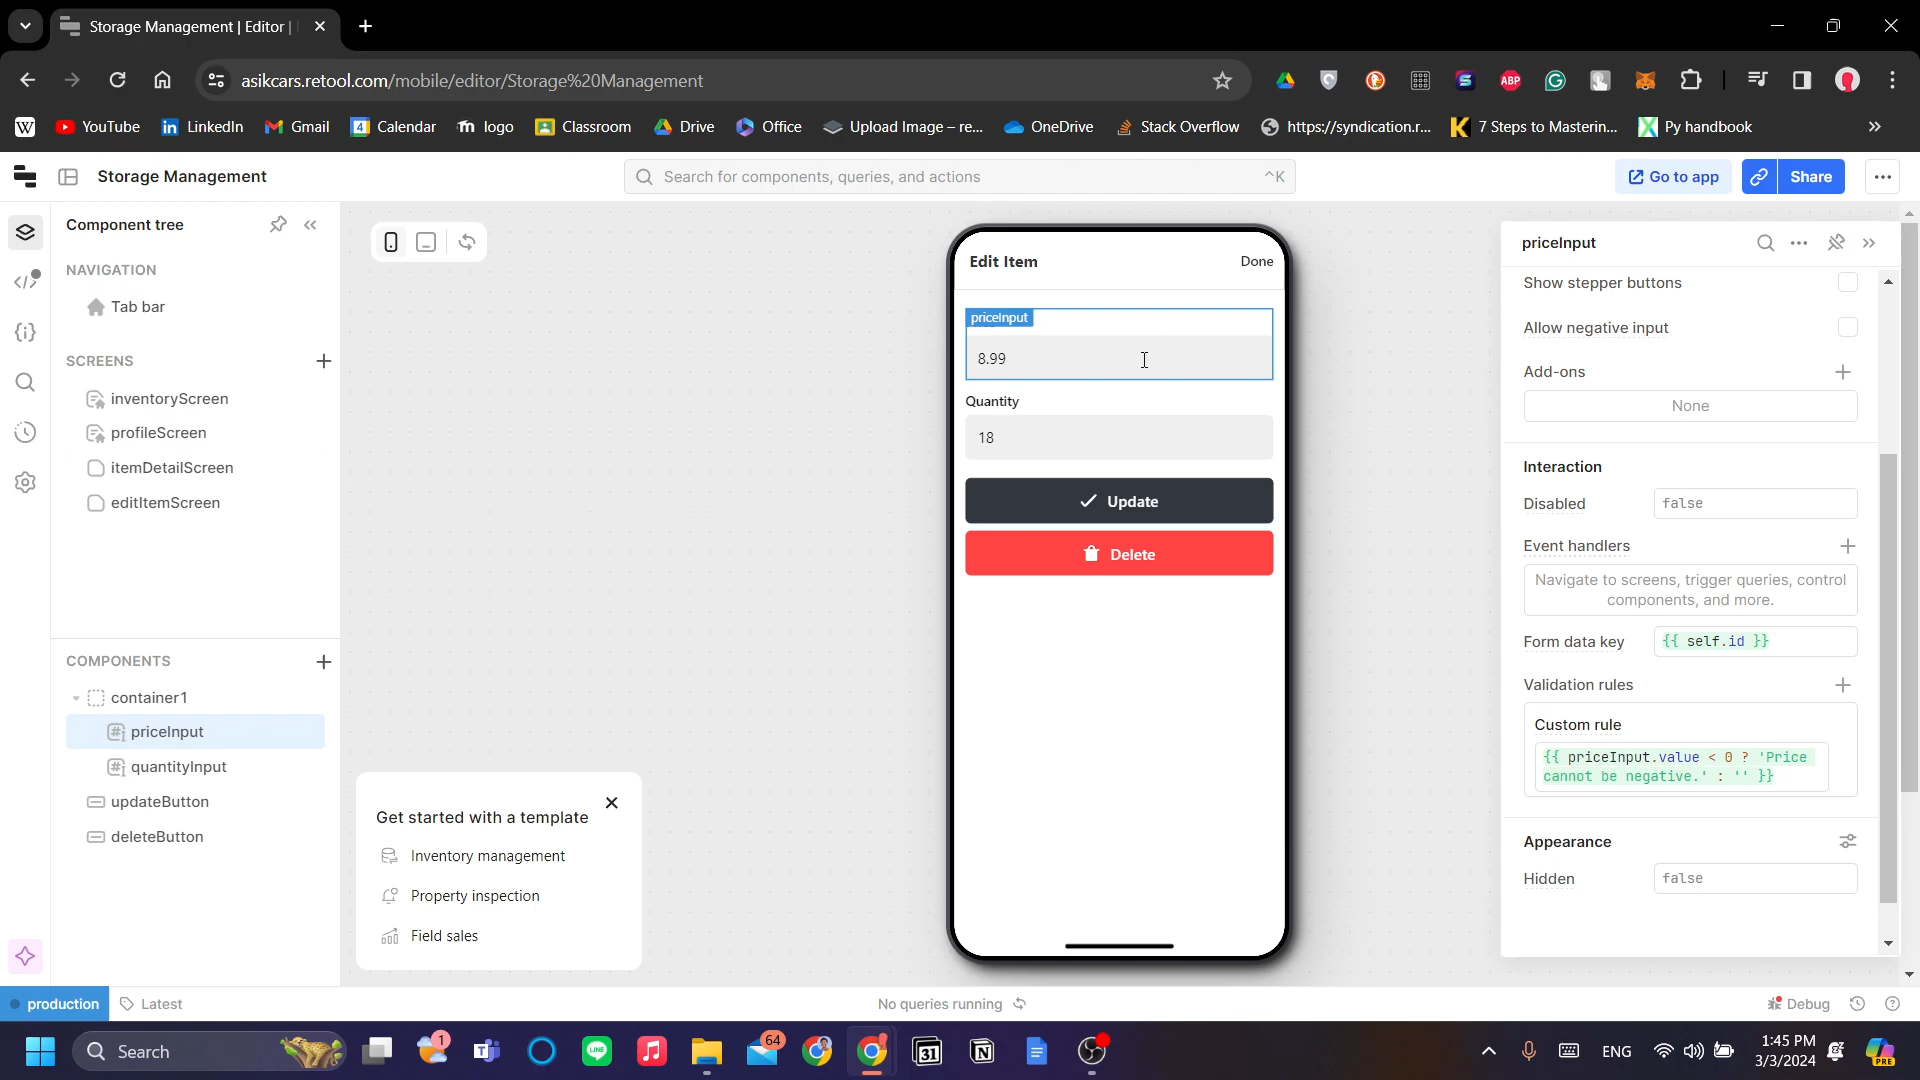 Storage Management | Editor |
asikcars.retool.com/mobile/editor/Storage%20Management
ABP
W YouTube LinkedIn Gmail 4 Calendar logo Classroom Drive Office Upload Image – re... OneDrive Stack Overflow https://syndication.r... 7 Steps to Masterin... Py handbook
Storage Management
Search for components, queries, and actions ^K
Go to app
Share
Component tree
NAVIGATION
Tab bar
SCREENS
inventoryScreen
profileScreen
itemDetailScreen
editItemScreen
COMPONENTS
container1
priceInput
quantityInput
updateButton
deleteButton
Get started with a template
Inventory management
Property inspection
Field sales
Edit Item Done
priceInput
8.99
Quantity
18
Update
Delete
priceInput
Show stepper buttons
Allow negative input
Add-ons
None
Interaction
Disabled false
Event handlers
Navigate to screens, trigger queries, control
components, and more.
Form data key {{ self.id }}
Validation rules
Custom rule
{{ priceInput.value < 0 ? 'Price
cannot be negative.' : '' }}
Appearance
Hidden false
production Latest No queries running Debug
Search 1 LINE 64 31 ENG 1:45 PM
3/3/2024
PRE